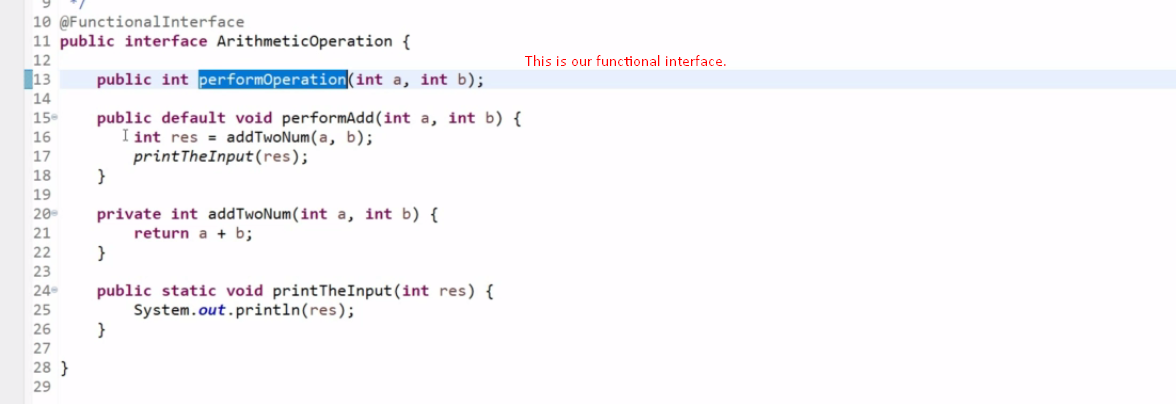 9 */
10 @FunctionalInterface
11 public interface ArithmeticOperation {
12 This is our functional interface.
13 public int performOperation(int a, int b);
14
15 public default void performAdd(int a, int b) {
16 int res = addTwoNum(a, b);
17 printTheInput(res);
18 }
19
20 private int addTwoNum(int a, int b) {
21 return a + b;
22 }
23
24 public static void printTheInput(int res) {
25 System.out.println(res);
26 }
27
28 }
29